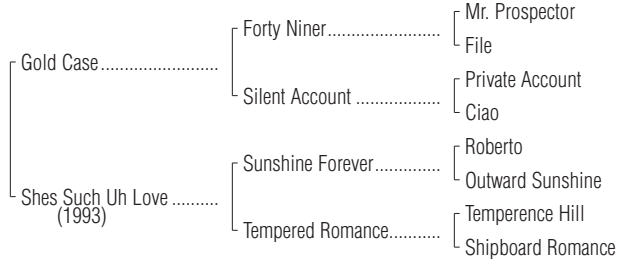 Mr. Prospector
Forty Niner......................
File
Gold Case........................
Private Account
Silent Account .................
Ciao
Roberto
Sunshine Forever.............
Outward Sunshine
Shes Such Uh Love .........
(1993)
Temperence Hill
Tempered Romance...........
Shipboard Romance